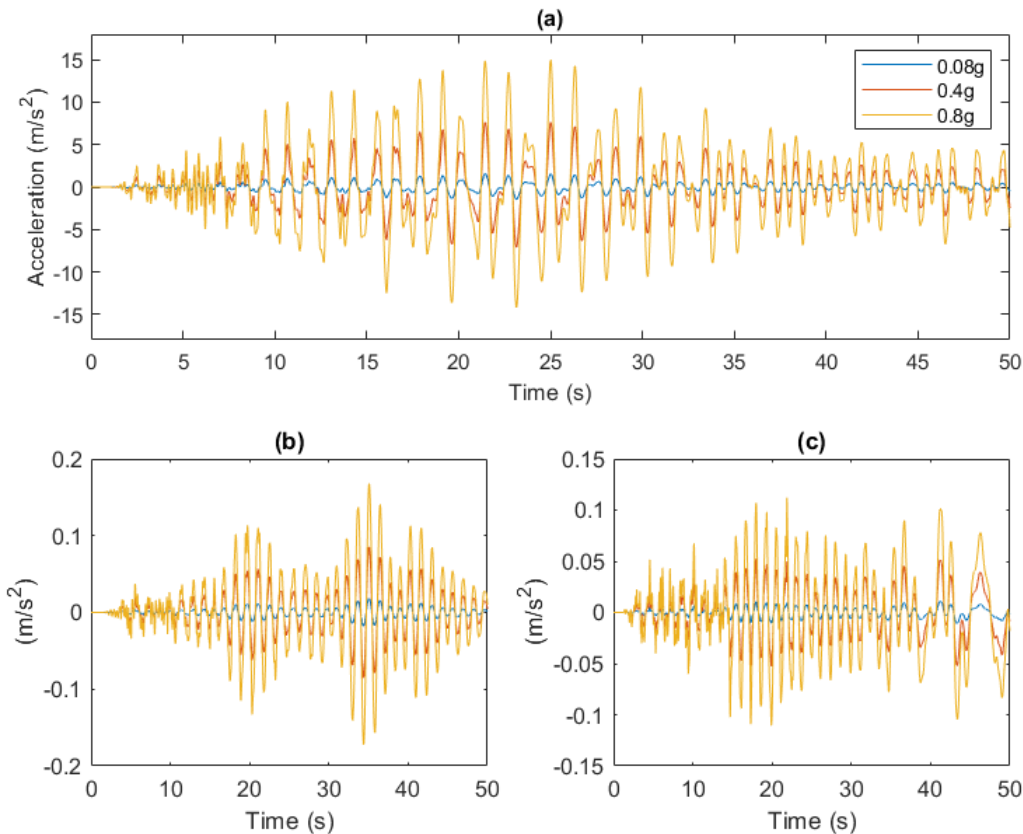 (a)
Acceleration (m/s²)
15
10
5
0
-5
-10
-15
0 5 10 15 20 25 30 35 40 45 50
Time (s)
0.08g
0.4g
0.8g
(b)
(m/s²)
0.2
0.1
0
-0.1
-0.2
0 10 20 30 40 50
Time (s)
(c)
(m/s²)
0.15
0.1
0.05
0
-0.05
-0.1
-0.15
0 10 20 30 40 50
Time (s)